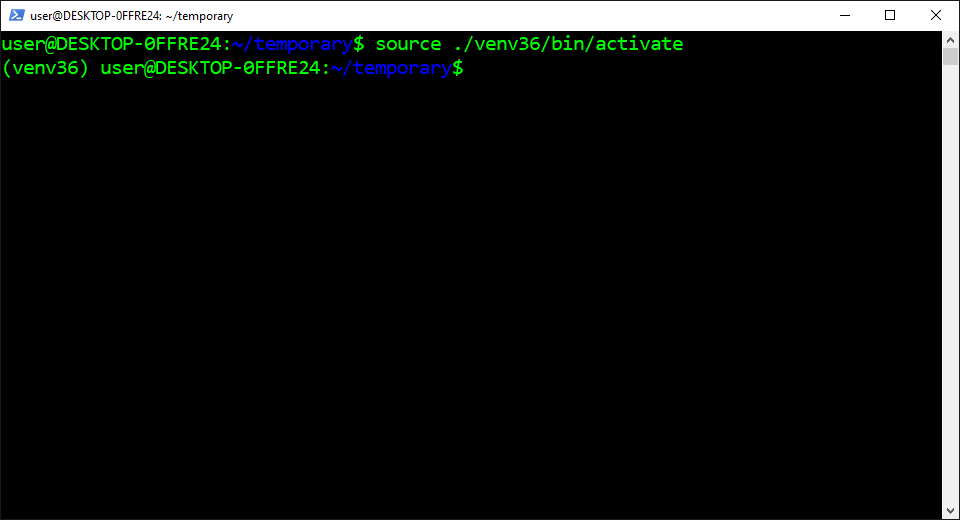 user@DESKTOP-0FFRE24: ~/temporary
user@DESKTOP-0FFRE24:~/temporary$ source ./venv36/bin/activate
(venv36) user@DESKTOP-0FFRE24:~/temporary$